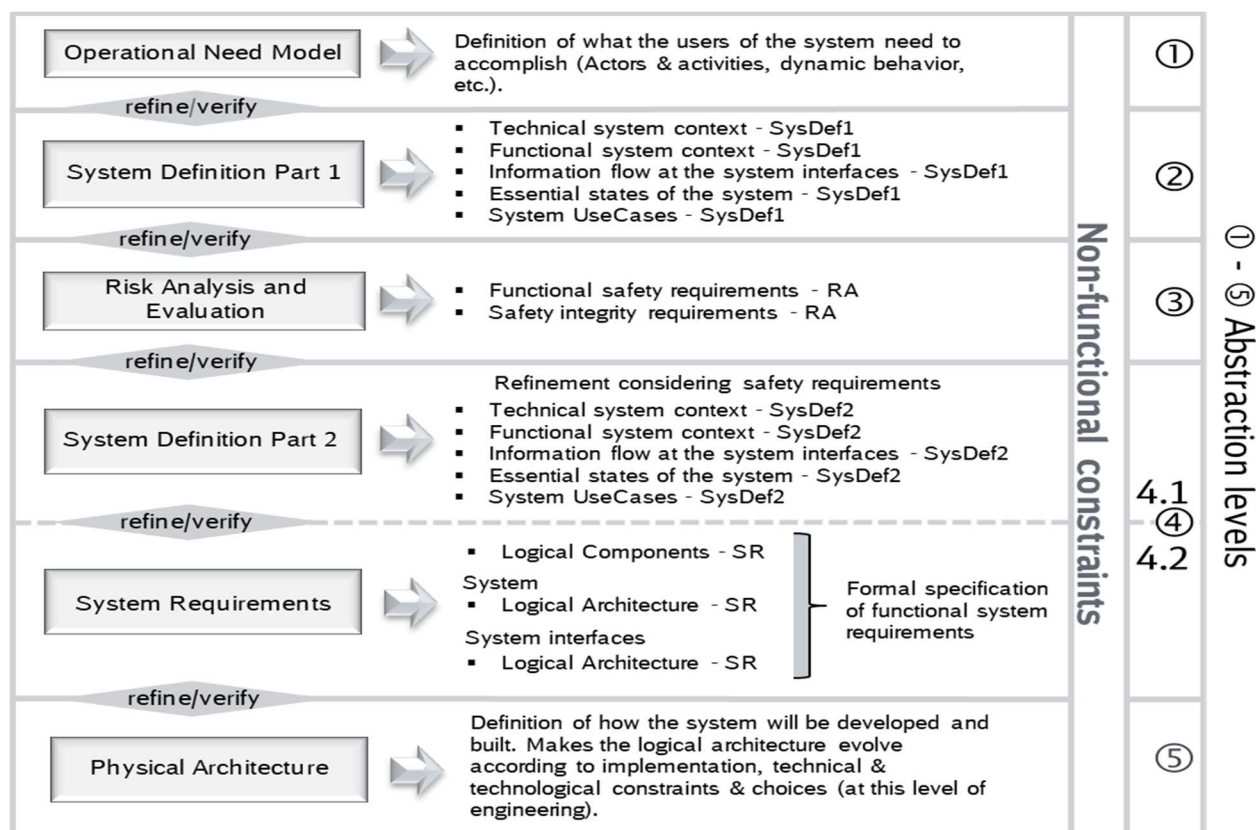 Operational Need Model
Definition of what the users of the system need to
accomplish (Actors & activities, dynamic behavior,
etc.).
①
refine/verify
System Definition Part 1
▪ Technical system context - SysDef1
▪ Functional system context - SysDef1
▪ Information flow at the system interfaces - SysDef1
▪ Essential states of the system - SysDef1
▪ System UseCases - SysDef1
②
refine/verify
Risk Analysis and
Evaluation
▪ Functional safety requirements - RA
▪ Safety integrity requirements - RA
③
refine/verify
System Definition Part 2
Refinement considering safety requirements
▪ Technical system context - SysDef2
▪ Functional system context - SysDef2
▪ Information flow at the system interfaces - SysDef2
▪ Essential states of the system - SysDef2
▪ System UseCases - SysDef2
4.1
refine/verify
④
4.2
System Requirements
▪ Logical Components - SR
System
▪ Logical Architecture - SR
System interfaces
▪ Logical Architecture - SR
Formal specification
of functional system
requirements
refine/verify
Physical Architecture
Definition of how the system will be developed and
built. Makes the logical architecture evolve
according to implementation, technical &
technological constraints & choices (at this level of
engineering).
⑤
Non-functional constraints
① - ⑤ Abstraction levels